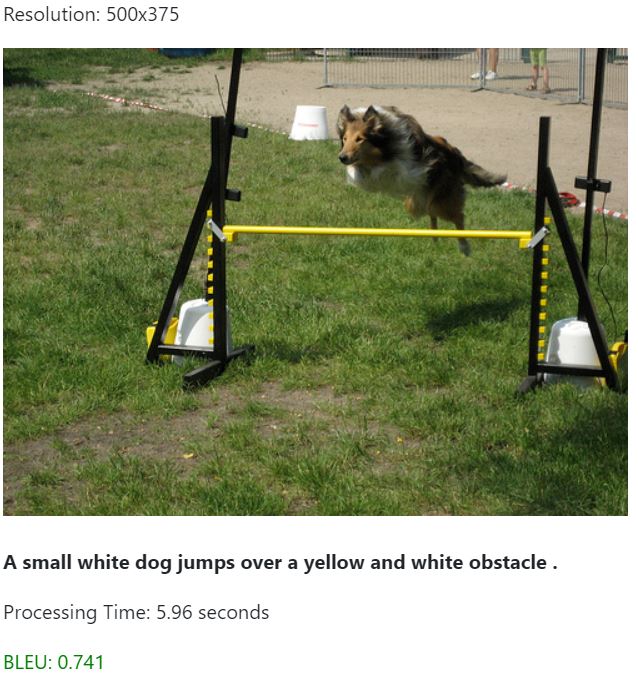 Resolution: 500x375
A small white dog jumps over a yellow and white obstacle .
Processing Time: 5.96 seconds
BLEU: 0.741